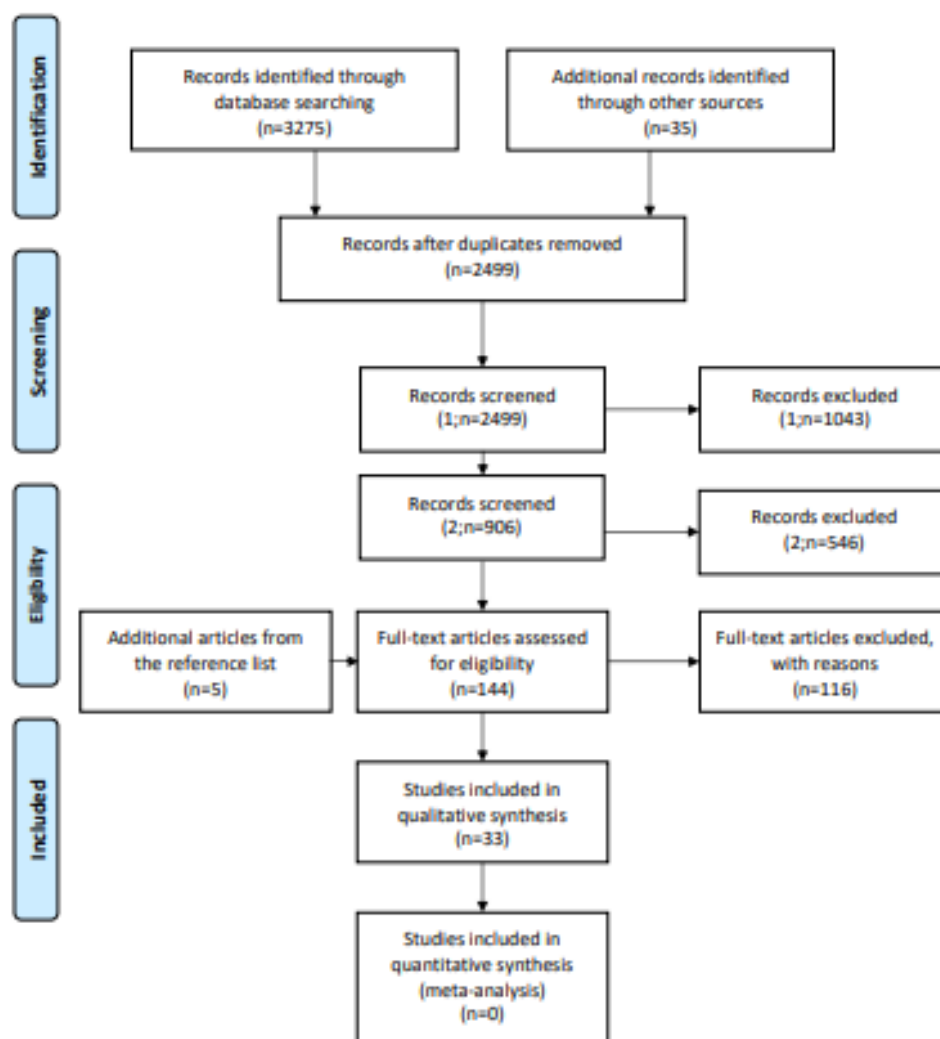 Identification
Records identified through
database searching
(n=3275)
Additional records identified
through other sources
(n=35)
Records after duplicates removed
(n=2499)
Screening
Records screened
(1;n=2499)
Records excluded
(1;n=1043)
Records screened
(2;n=906)
Records excluded
(2;n=546)
Eligibility
Additional articles from
the reference list
(n=5)
Full-text articles assessed
for eligibility
(n=144)
Full-text articles excluded,
with reasons
(n=116)
Included
Studies included in
qualitative synthesis
(n=33)
Studies included in
quantitative synthesis
(meta-analysis)
(n=0)